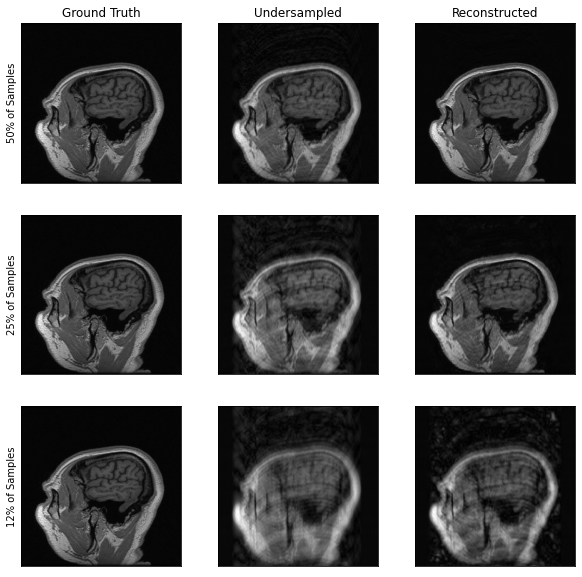 Ground Truth
Undersampled
Reconstructed
50% of Samples
25% of Samples
12% of Samples